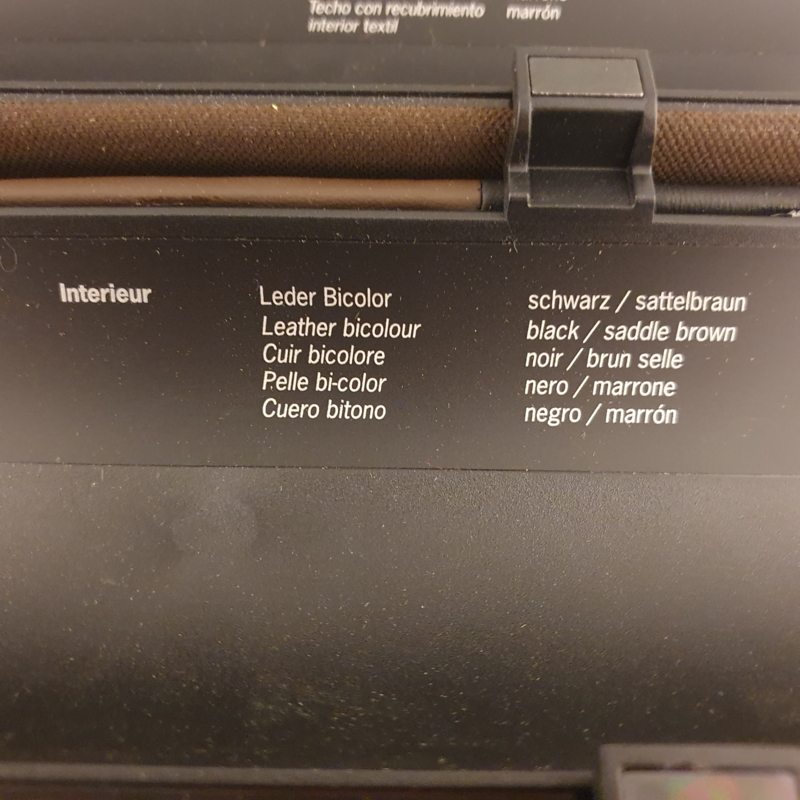 Techo con recubrimiento
interior textil
marrón
Interieur
Leder Bicolor
Leather bicolour
Cuir bicolore
Pelle bi-color
Cuero bitono
schwarz / sattelbraun
black / saddle brown
noir / brun selle
nero / marrone
negro / marrón